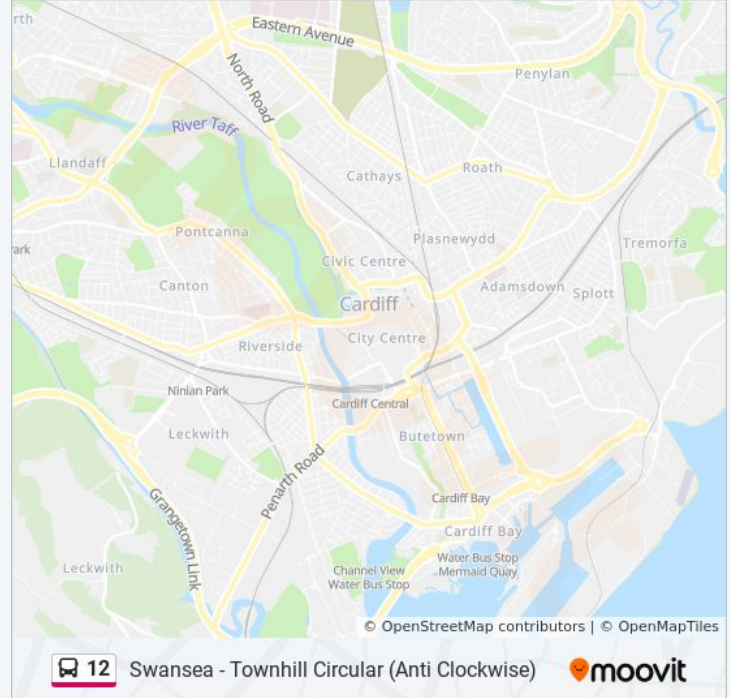 rth
Eastern Avenue
North Road
Penylan
River Taff
Llandaff
Cathays
Roath
Pontcanna
Plasnewydd
ark
Civic Centre
Tremorfa
Canton
Adamsdown
Splott
Cardiff
City Centre
Riverside
Ninian Park
Cardiff Central
Leckwith
Butetown
Penarth Road
Grangetown Link
Cardiff Bay
Cardiff Bay
Water Bus Stop
Mermaid Quay
Channel View
Water Bus Stop
Leckwith
© OpenStreetMap contributors | © OpenMapTiles
12 Swansea - Townhill Circular (Anti Clockwise) moovit